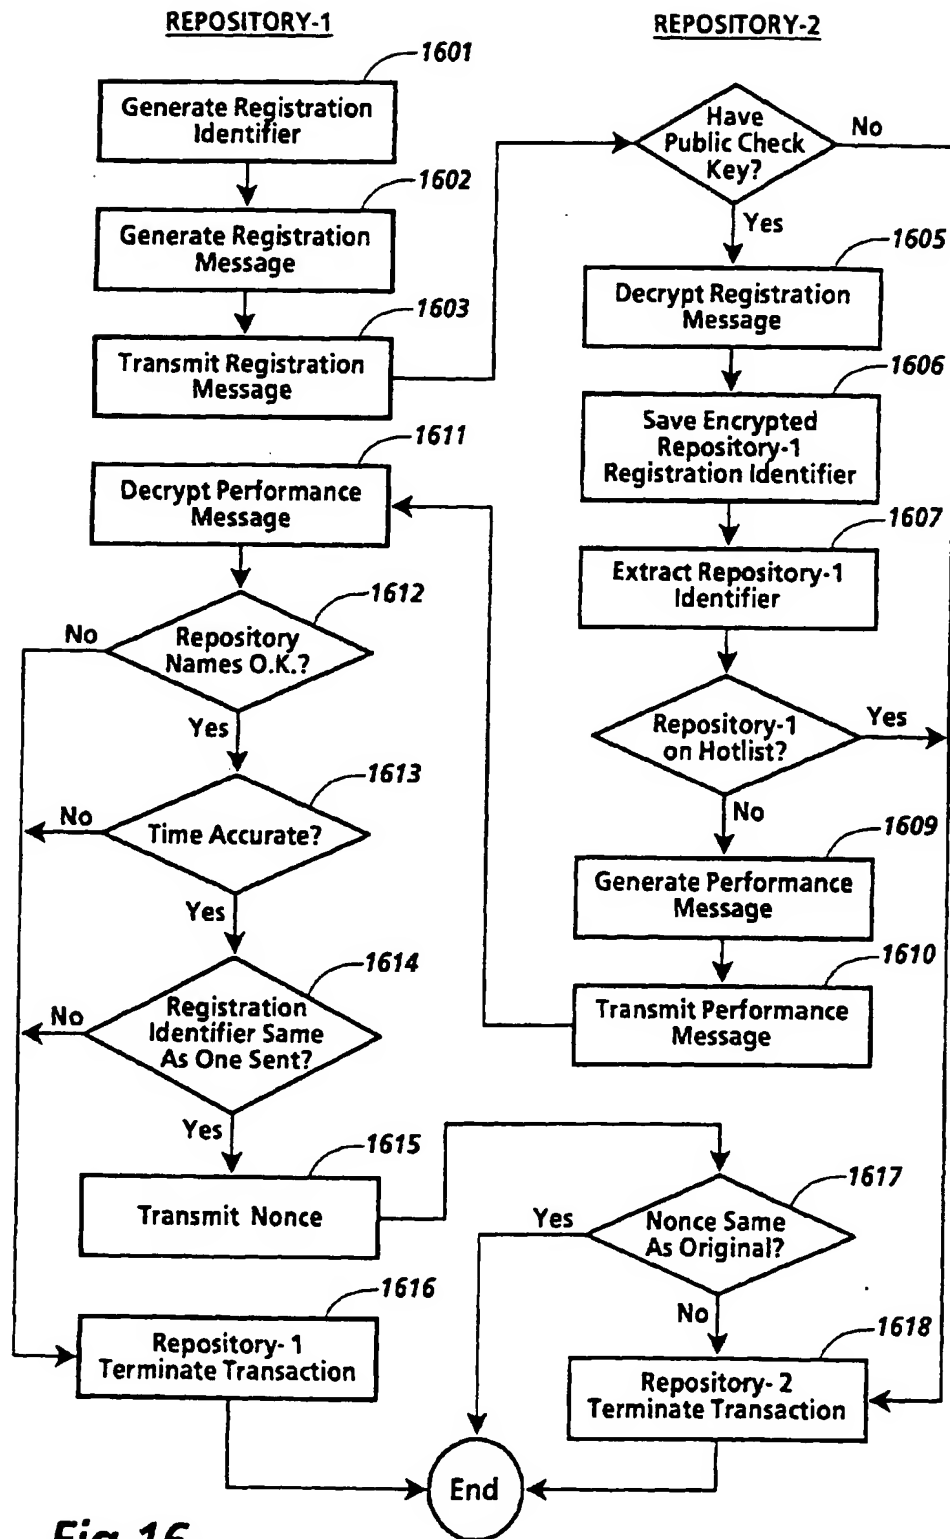 REPOSITORY-1
1601
Generate Registration
Identifier
1602
Generate Registration
Message
1603
Transmit Registration
Message
1611
Decrypt Performance
Message
1612
Repository
Names O.K.?
No
Yes
1613
Time Accurate?
No
Yes
1614
Registration
Identifier Same
As One Sent?
No
Yes
1615
Transmit Nonce
1616
Repository- 1
Terminate Transaction
REPOSITORY-2
Have
Public Check
Key?
No
Yes
1605
Decrypt Registration
Message
1606
Save Encrypted
Repository-1
Registration Identifier
1607
Extract Repository-1
Identifier
Repository-1
on Hotlist?
Yes
No
1609
Generate Performance
Message
1610
Transmit Performance
Message
1617
Nonce Same
As Original?
Yes
No
1618
Repository- 2
Terminate Transaction
End
Fig. 16